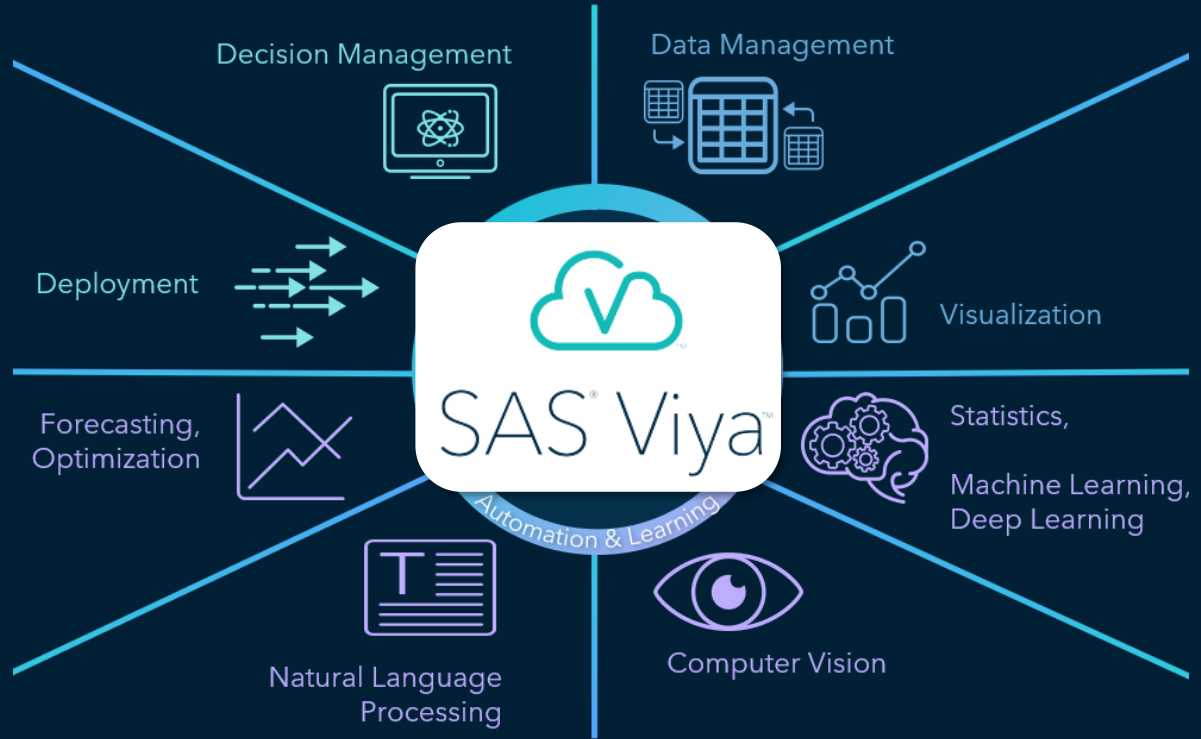 Decision Management
Data Management
Deployment
Visualization
SAS® Viya™
Forecasting,
Optimization
Statistics,
Machine Learning,
Deep Learning
Automation & Learning
T
Natural Language
Processing
Computer Vision